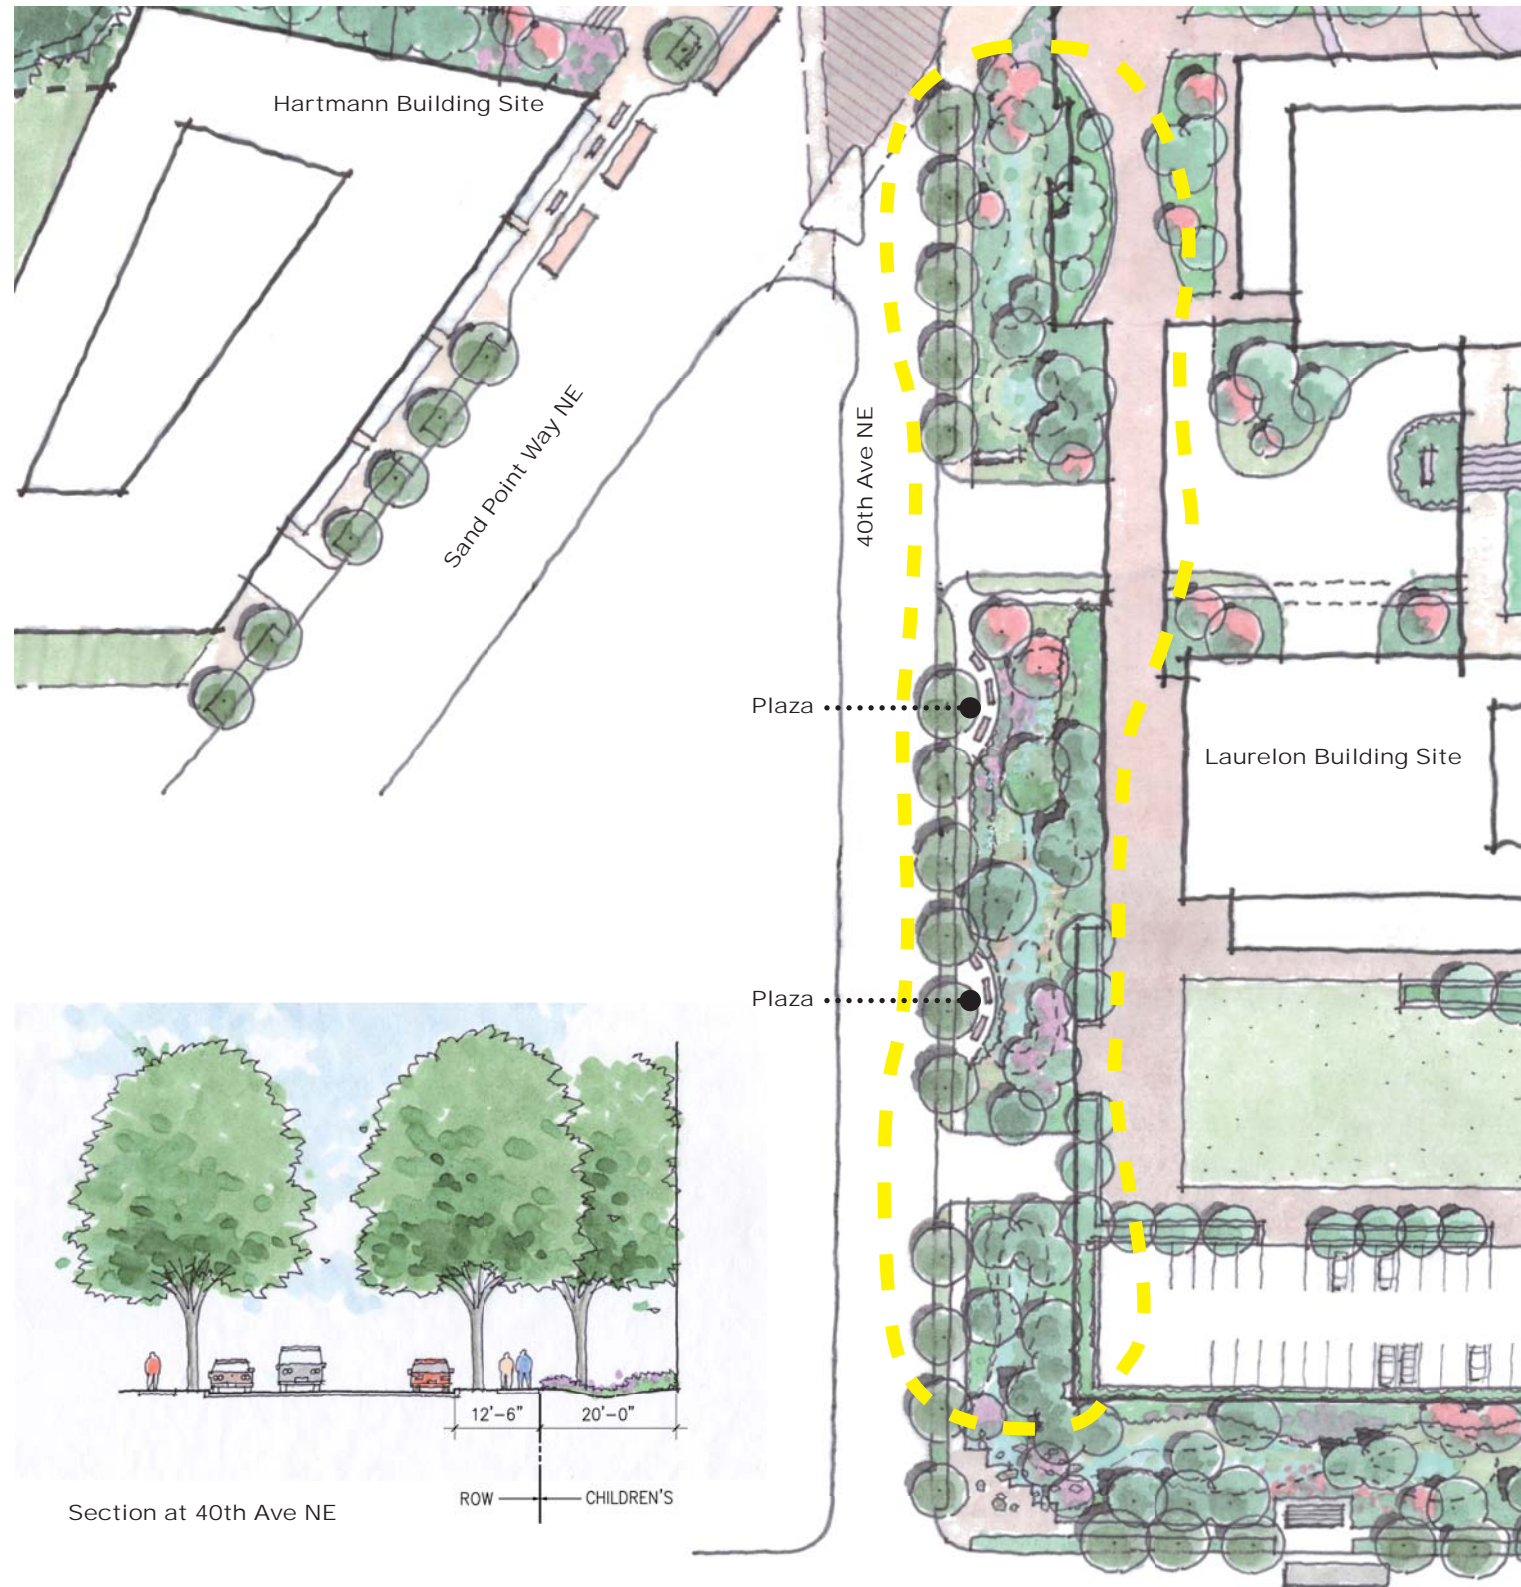 Hartmann Building Site
Sand Point Way NE
40th Ave NE
Plaza
Laurelon Building Site
Plaza
12'-6"
20'-0"
ROW
CHILDREN'S
Section at 40th Ave NE